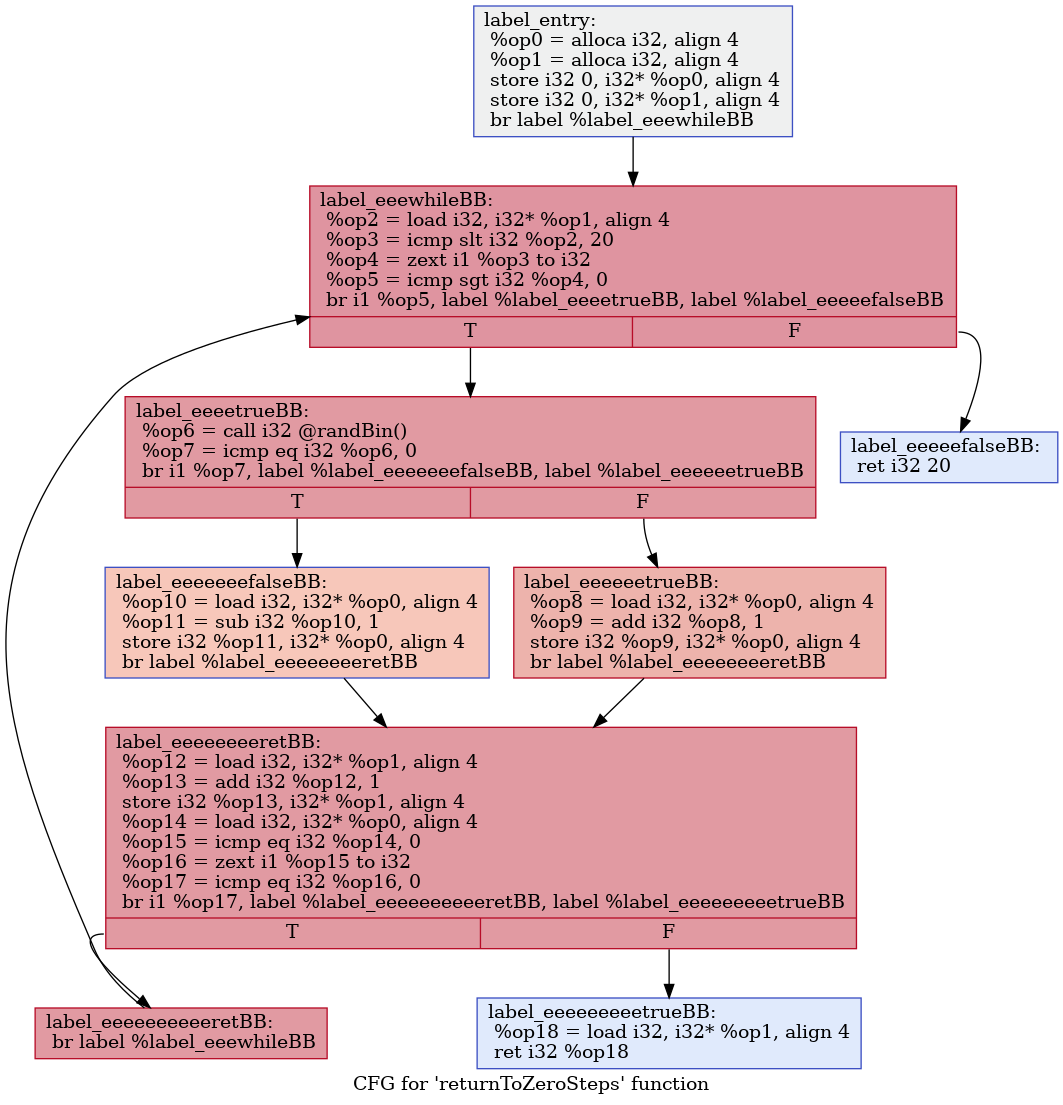 label_entry:
%op0 = alloca i32, align 4
%op1 = alloca i32, align 4
store i32 0, i32* %op0, align 4
store i32 0, i32* %op1, align 4
br label %label_eeewhileBB
label_eeewhileBB:
%op2 = load i32, i32* %op1, align 4
%op3 = icmp slt i32 %op2, 20
%op4 = zext i1 %op3 to i32
%op5 = icmp sgt i32 %op4, 0
br i1 %op5, label %label_eeeetrueBB, label %label_eeeeefalseBB
T
F
label_eeeetrueBB:
%op6 = call i32 @randBin()
%op7 = icmp eq i32 %op6, 0
br i1 %op7, label %label_eeeeeeefalseBB, label %label_eeeeeetrueBB
T
F
label_eeeeefalseBB:
ret i32 20
label_eeeeeeefalseBB:
%op10 = load i32, i32* %op0, align 4
%op11 = sub i32 %op10, 1
store i32 %op11, i32* %op0, align 4
br label %label_eeeeeeeeretBB
label_eeeeeetrueBB:
%op8 = load i32, i32* %op0, align 4
%op9 = add i32 %op8, 1
store i32 %op9, i32* %op0, align 4
br label %label_eeeeeeeeretBB
label_eeeeeeeeretBB:
%op12 = load i32, i32* %op1, align 4
%op13 = add i32 %op12, 1
store i32 %op13, i32* %op1, align 4
%op14 = load i32, i32* %op0, align 4
%op15 = icmp eq i32 %op14, 0
%op16 = zext i1 %op15 to i32
%op17 = icmp eq i32 %op16, 0
br i1 %op17, label %label_eeeeeeeeeeretBB, label %label_eeeeeeeeetrueBB
T
F
label_eeeeeeeeeeretBB:
br label %label_eeewhileBB
label_eeeeeeeeetrueBB:
%op18 = load i32, i32* %op1, align 4
ret i32 %op18
CFG for 'returnToZeroSteps' function